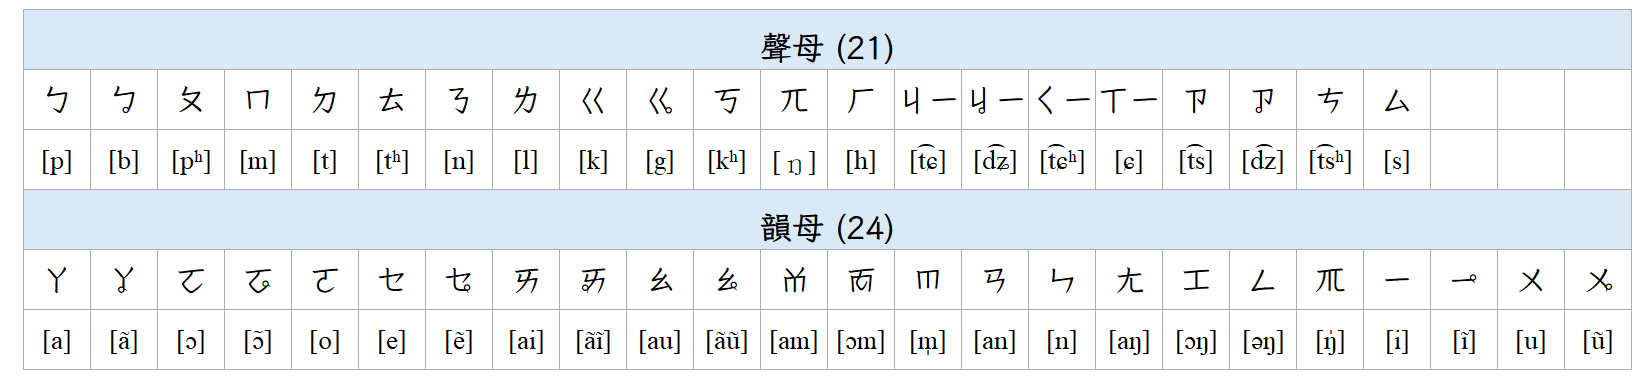 聲母 (21)
ㄅ ㆠ ㄆ ㄇ ㄉ ㄊ ㄋ ㄌ ㄍ ㆣ ㄎ ㄫ ㄏ ㄐㄧ ㆢㄧ ㄑㄧ ㄒㄧ ㄗ ㆡ ㄘ ㄙ
[p] [b] [pʰ] [m] [t] [tʰ] [n] [l] [k] [g] [kʰ] [ŋ] [h] [t͡ɕ] [d͡ʑ] [t͡ɕʰ] [ɕ] [t͡s] [d͡z] [t͡sʰ] [s]
韻母 (24)
ㄚ ㆩ ㆦ ㆧ ㄜ ㄝ ㆥ ㄞ ㆮ ㄠ ㆯ ㆰ ㆱ ㆬ ㄢ ㄣ ㄤ ㆲ ㄥ ㆭ ㄧ ㆪ ㄨ ㆫ
[a] [ã] [ɔ] [ɔ̃] [o] [e] [ẽ] [ai] [ãĩ] [au] [ãũ] [am] [ɔm] [m̩] [an] [n] [aŋ] [ɔŋ] [əŋ] [ŋ̍] [i] [ĩ] [u] [ũ]